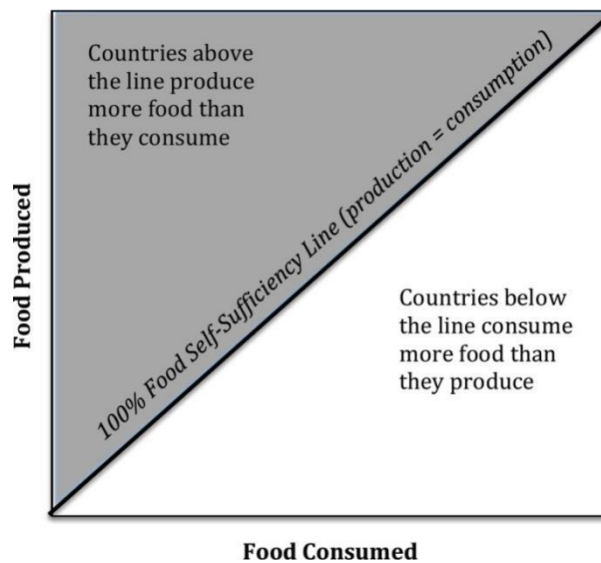 Countries above
the line produce
more food than
they consume
100% Food Self-Sufficiency Line (production = consumption)
Food Produced
Countries below
the line consume
more food than
they produce
Food Consumed